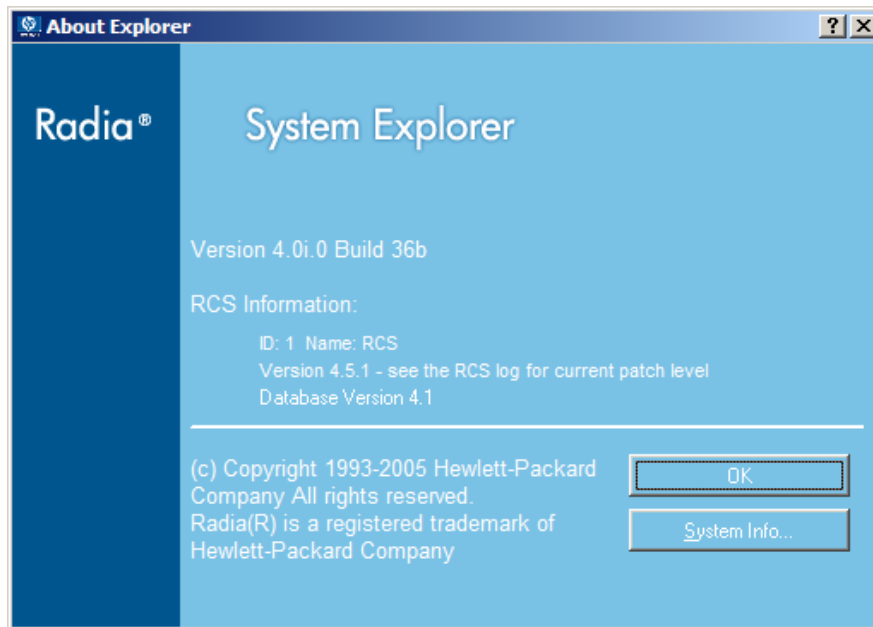 About Explorer
Radia®
System Explorer
Version 4.0i.0 Build 36b
RCS Information:
ID: 1 Name: RCS
Version 4.5.1 - see the RCS log for current patch level
Database Version 4.1
(c) Copyright 1993-2005 Hewlett-Packard
Company All rights reserved.
Radia(R) is a registered trademark of
Hewlett-Packard Company
OK
System Info...